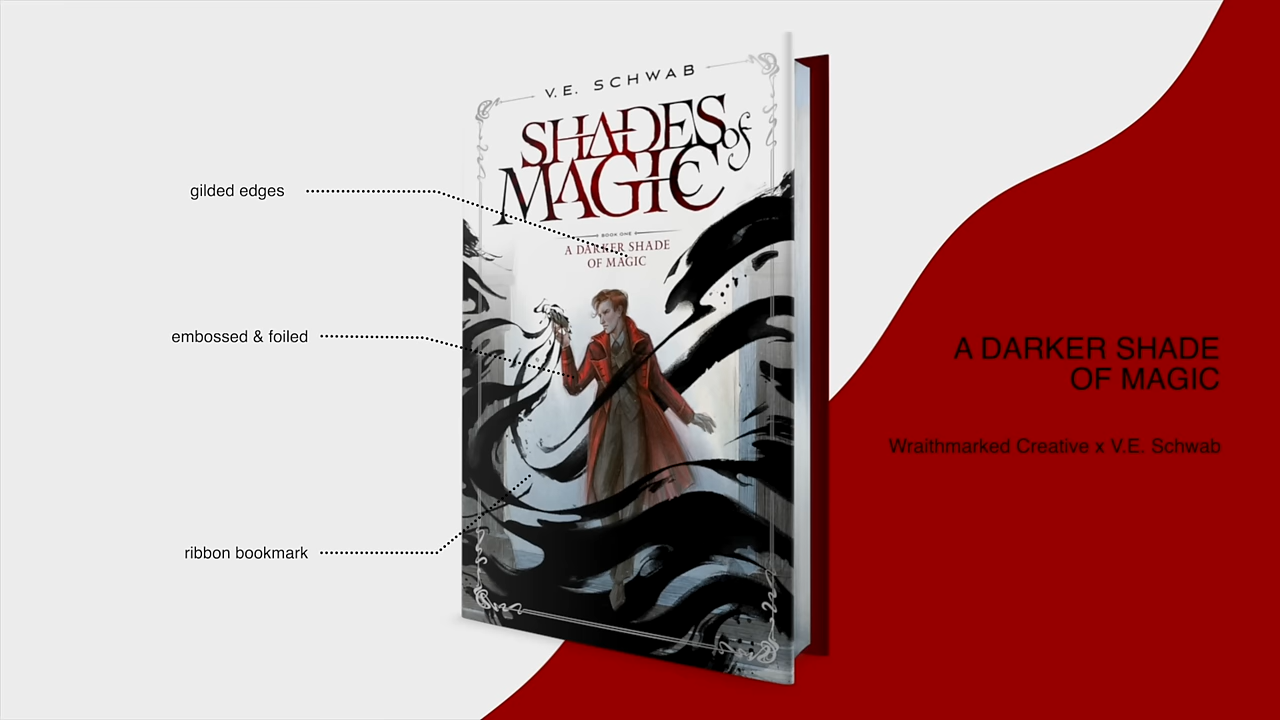 V.E. SCHWAB
SHADES of
MAGIC
BOOK ONE
A DARKER SHADE
OF MAGIC
gilded edges
embossed & foiled
ribbon bookmark
A DARKER SHADE
OF MAGIC
Wraithmarked Creative x V.E. Schwab